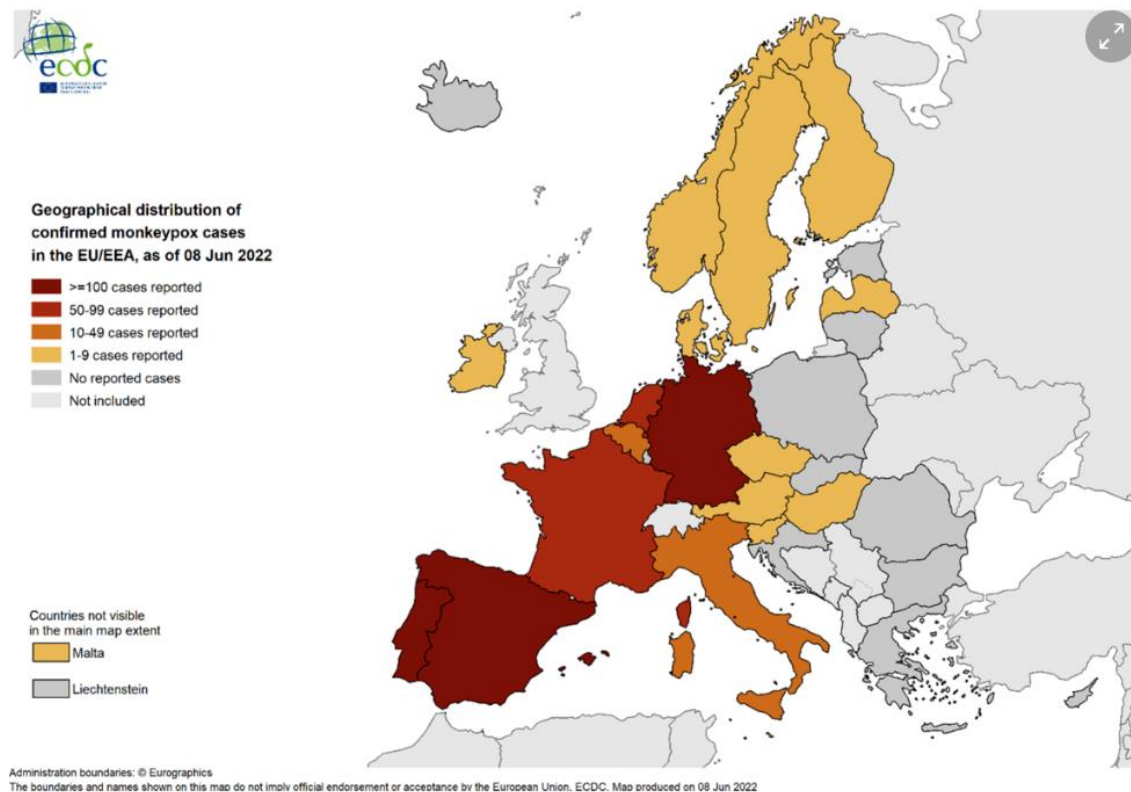 ecdc
Geographical distribution of
confirmed monkeypox cases
in the EU/EEA, as of 08 Jun 2022
>=100 cases reported
50-99 cases reported
10-49 cases reported
1-9 cases reported
No reported cases
Not included
Countries not visible
in the main map extent
Malta
Liechtenstein
Administration boundaries: © Eurographics
The boundaries and names shown on this map do not imply official endorsement or acceptance by the European Union. ECDC. Map produced on 08 Jun 2022